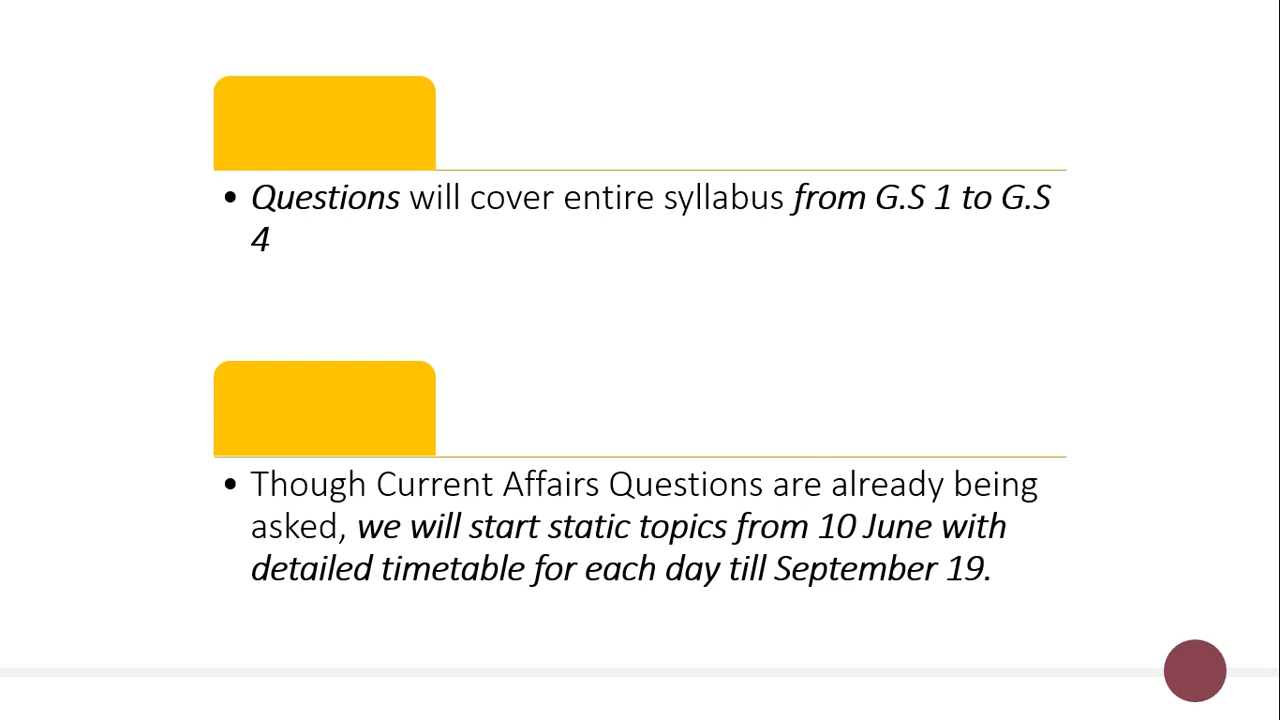 • Questions will cover entire syllabus from G.S 1 to G.S
4
• Though Current Affairs Questions are already being
asked, we will start static topics from 10 June with
detailed timetable for each day till September 19.